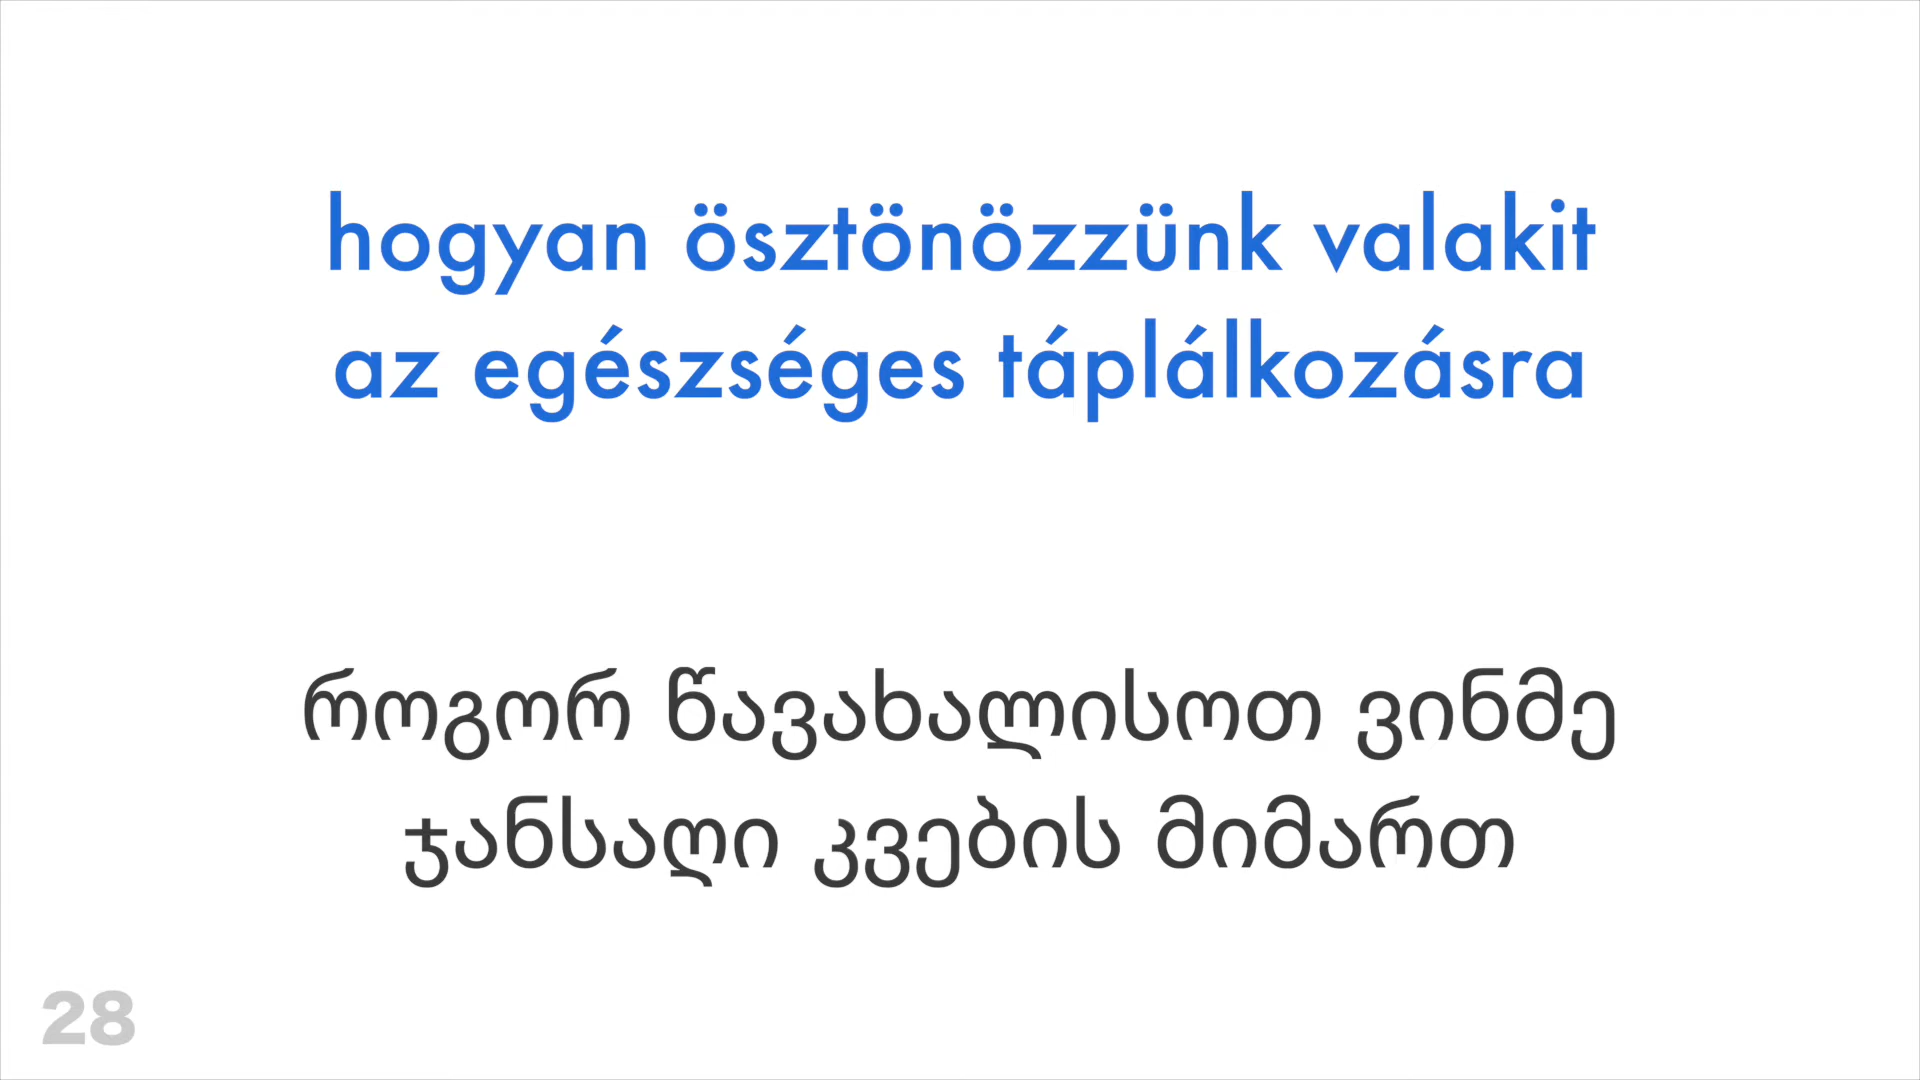 hogyan ösztönözzünk valakit
az egészséges táplálkozásra
როგორ წავახალისოთ ვინმე
ჯანსაღი კვების მიმართ
28